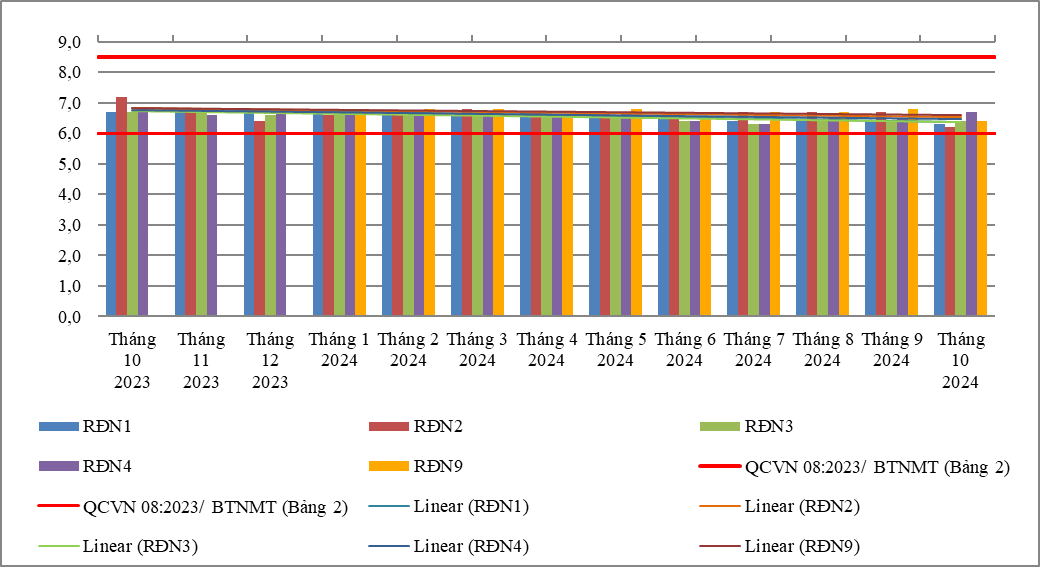 9,0
8,0
7,0
6,0
5,0
4,0
3,0
2,0
1,0
0,0
Tháng 10 2023
Tháng 11 2023
Tháng 12 2023
Tháng 1 2024
Tháng 2 2024
Tháng 3 2024
Tháng 4 2024
Tháng 5 2024
Tháng 6 2024
Tháng 7 2024
Tháng 8 2024
Tháng 9 2024
Tháng 10 2024
RĐN1
RĐN2
RĐN3
RĐN4
RĐN9
QCVN 08:2023/ BTNMT (Bảng 2)
QCVN 08:2023/ BTNMT (Bảng 2)
Linear (RĐN1)
Linear (RĐN2)
Linear (RĐN3)
Linear (RĐN4)
Linear (RĐN9)